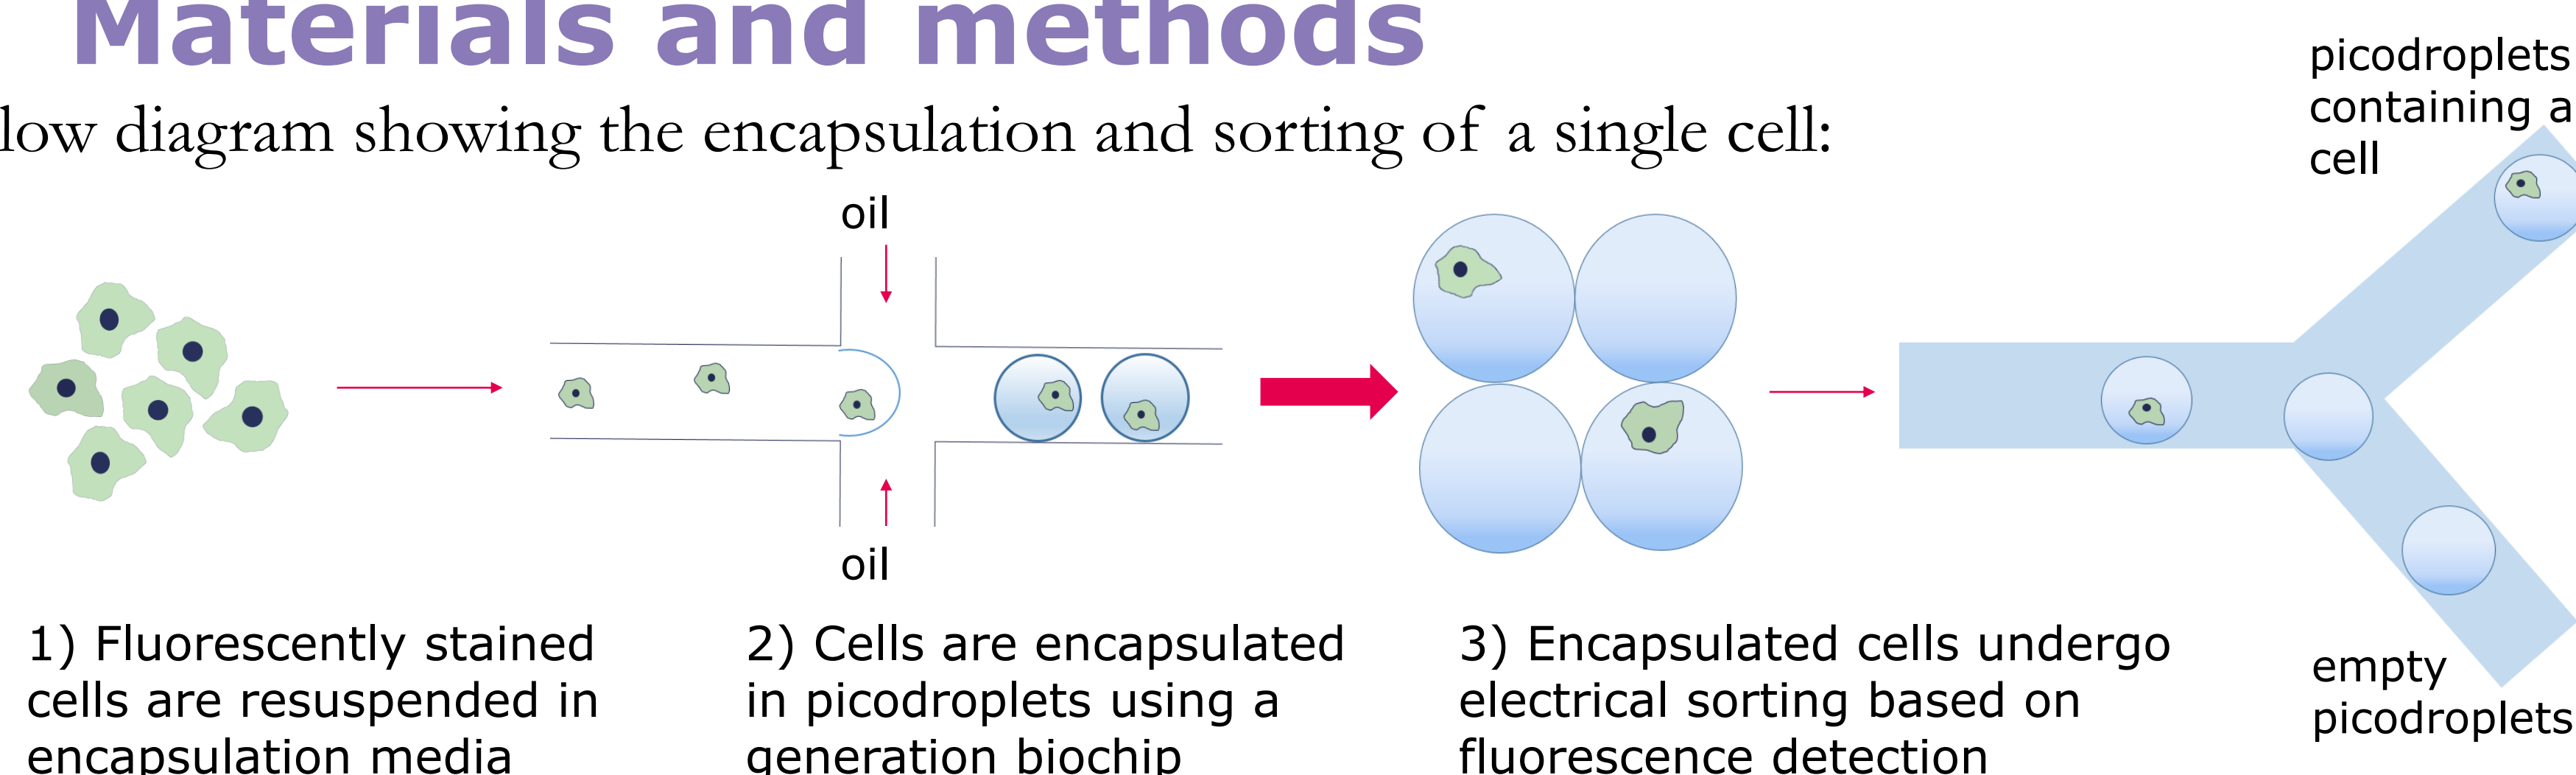 Materials and methods
low diagram showing the encapsulation and sorting of a single cell:
picodroplets
containing a
cell
oil
oil
1) Fluorescently stained
cells are resuspended in
encapsulation media
2) Cells are encapsulated
in picodroplets using a
generation biochip
3) Encapsulated cells undergo
electrical sorting based on
fluorescence detection
empty
picodroplets